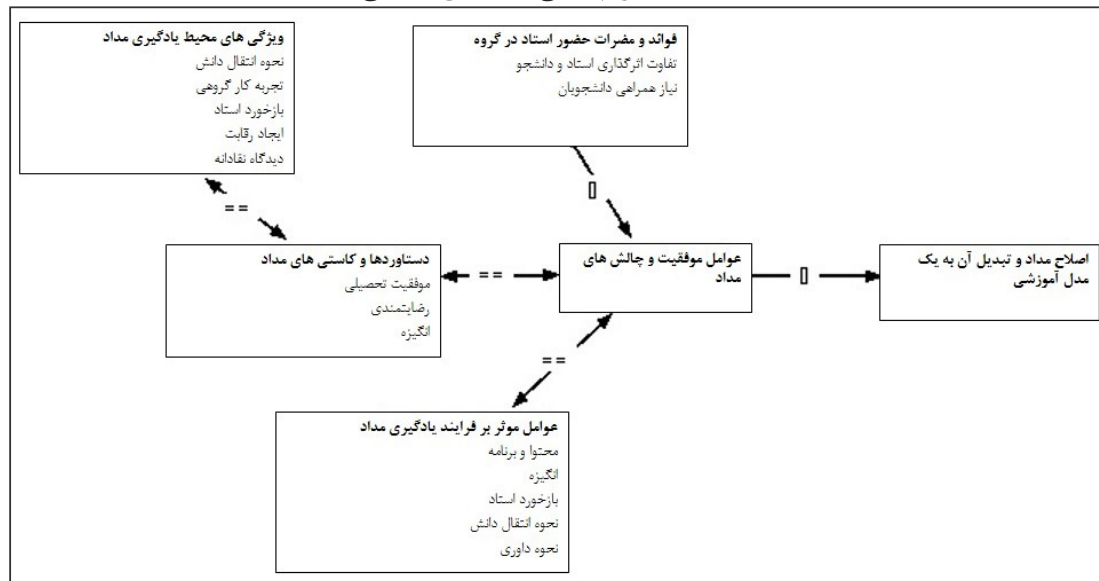 ویژگی های محیط یادگیری مداد
نحوه انتقال دانش
تجربه کار گروهی
بازخورد استاد
ایجاد رقابت
دیدگاه نقادانه
فوائد و مضرات حضور استاد در گروه
تفاوت اثرگذاری استاد و دانشجو
نیاز همراهی دانشجویان
[]
==
دستاوردها و کاستی های مداد
موفقیت تحصیلی
رضایتمندی
انگیزه
==
عوامل موفقیت و چالش های
مداد
[]
اصلاح مداد و تبدیل آن به یک
مدل آموزشی
==
عوامل موثر بر فرایند یادگیری مداد
محتوا و برنامه
انگیزه
بازخورد استاد
نحوه انتقال دانش
نحوه داوری